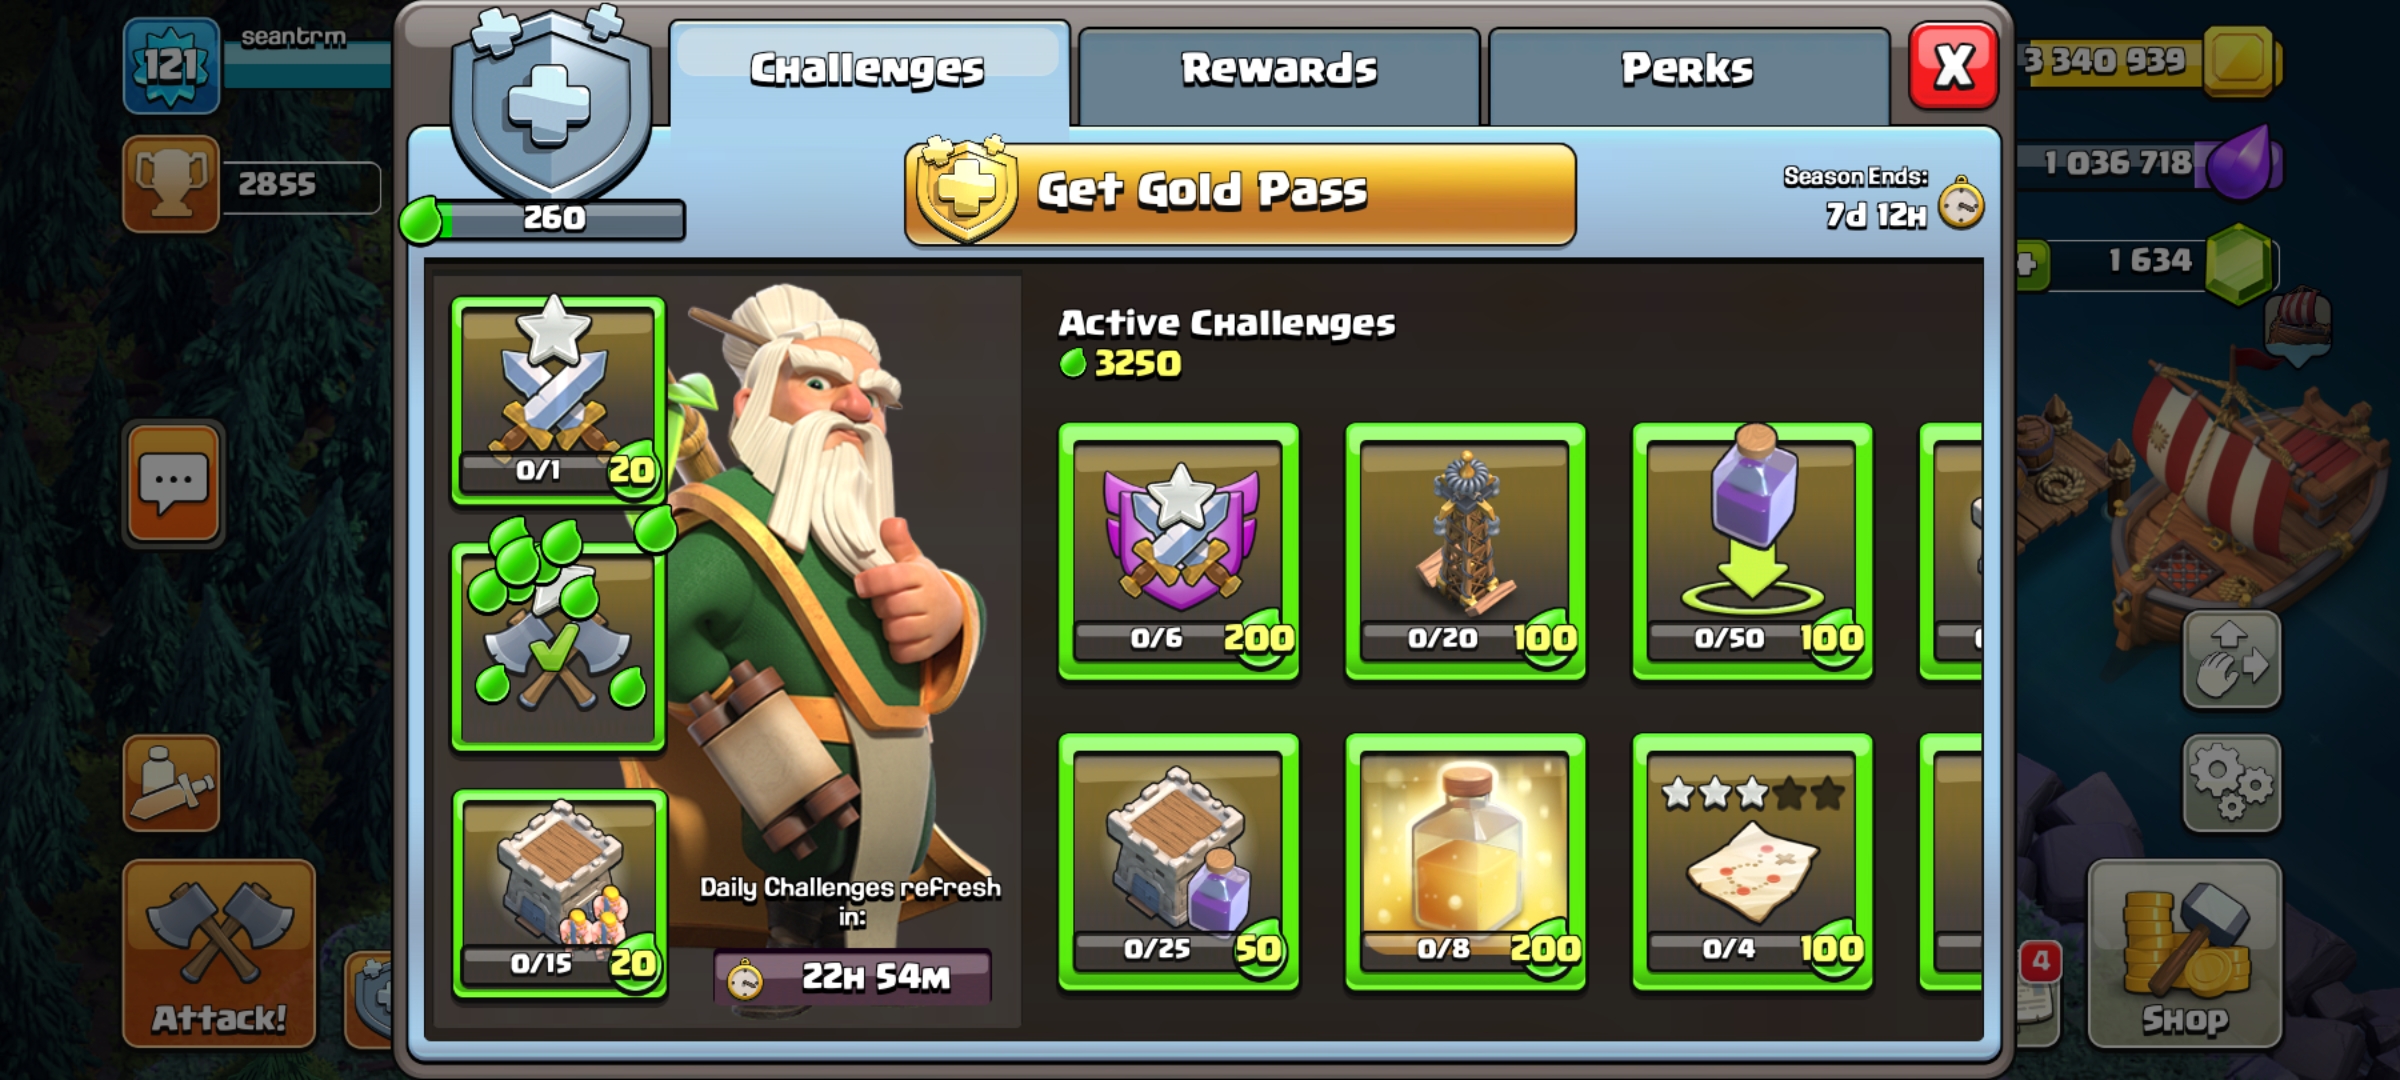 121
seantrm
2855
Attack!
Challenges
Rewards
Perks
X
260
Get Gold Pass
Season Ends:
7d 12H
3 340 939
1 036 718
1 634
0/1
20
0/15
20
Daily Challenges refresh
in:
22H 54M
Active Challenges
3250
0/6
200
0/20
100
0/50
100
0/25
50
0/8
200
0/4
100
4
Shop